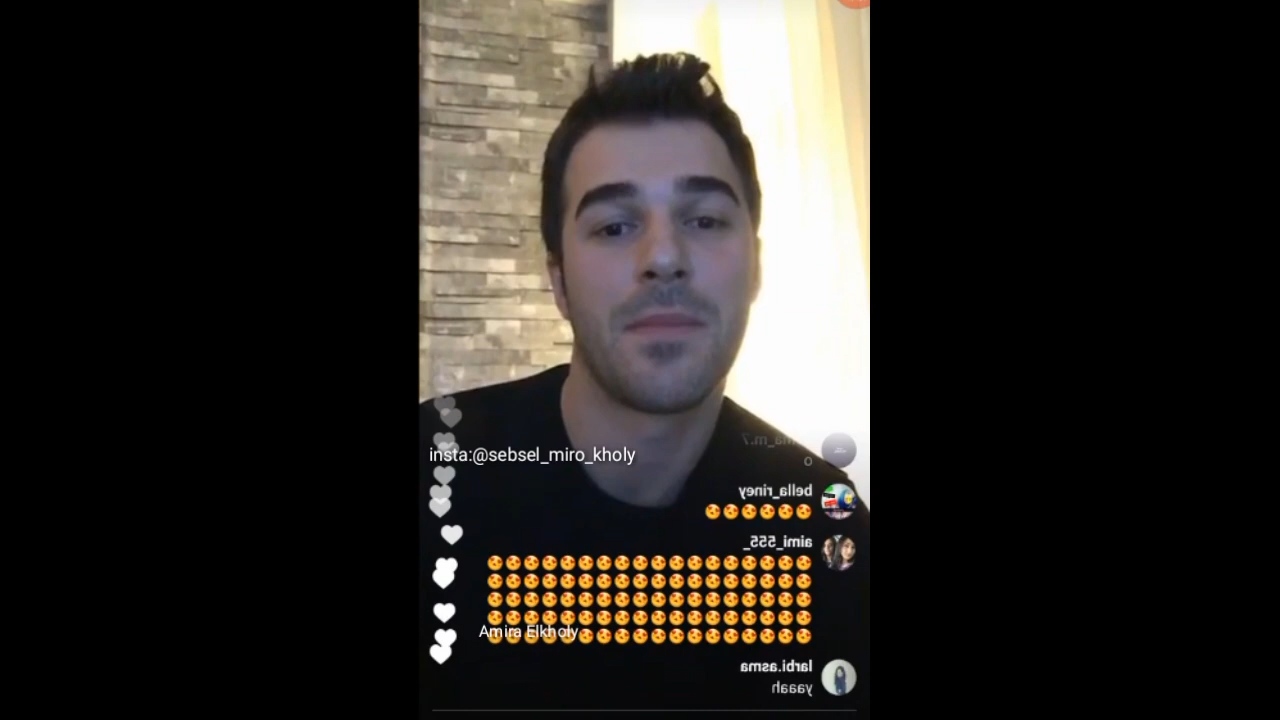 insta:@sebsel_miro_kholy
o
bella_riney
aimi_555_
Amira Elkholy
larbi.asma
yaaah